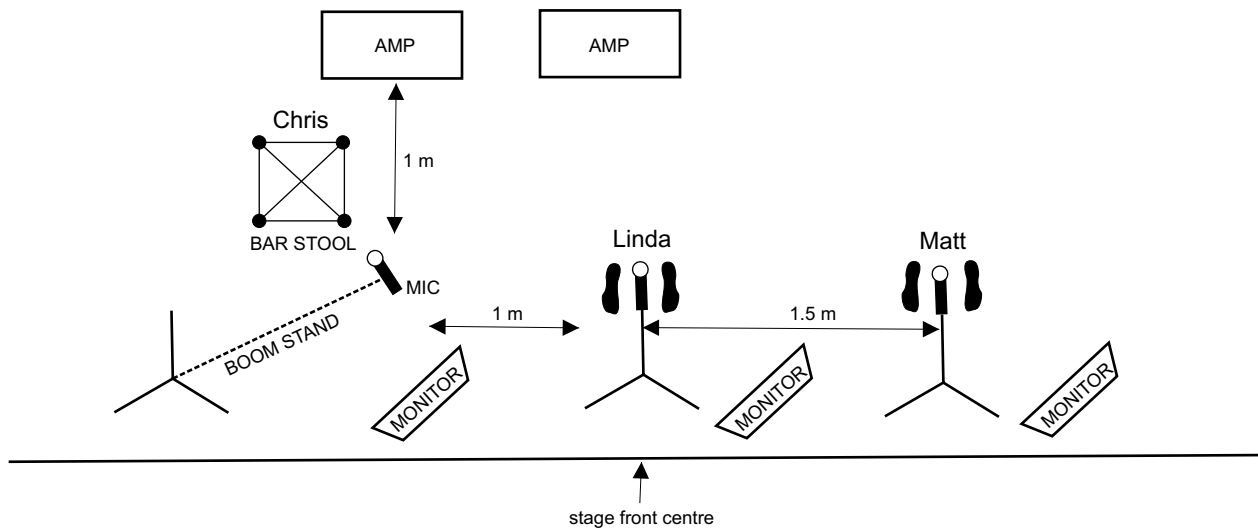 AMP
AMP
Chris
1 m
BAR STOOL
Linda
Matt
MIC
BOOM STAND
1 m
1.5 m
MONITOR
MONITOR
MONITOR
stage front centre